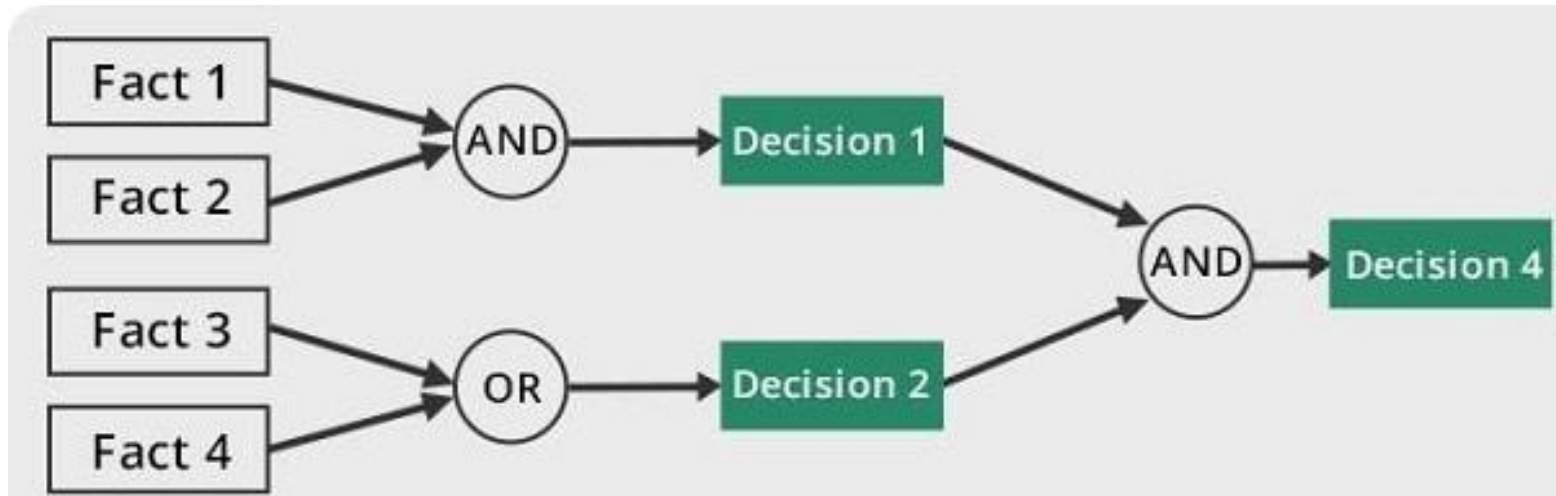 Fact 1
Fact 2
AND
Decision 1
Fact 3
Fact 4
OR
Decision 2
AND
Decision 4